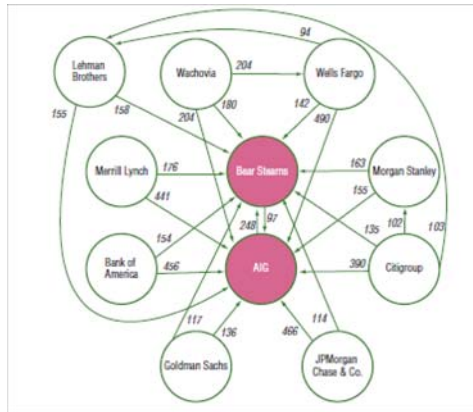 94
Lehman
Brothers
Wachovia
204
Wells Fargo
155
158
204
180
142
490
Merrill Lynch
176
Bear Stearns
163
Morgan Stanley
441
155
248
97
135
102
103
Bank of
America
154
456
AIG
390
Citigroup
117
136
466
114
Goldman Sachs
JPMorgan
Chase & Co.